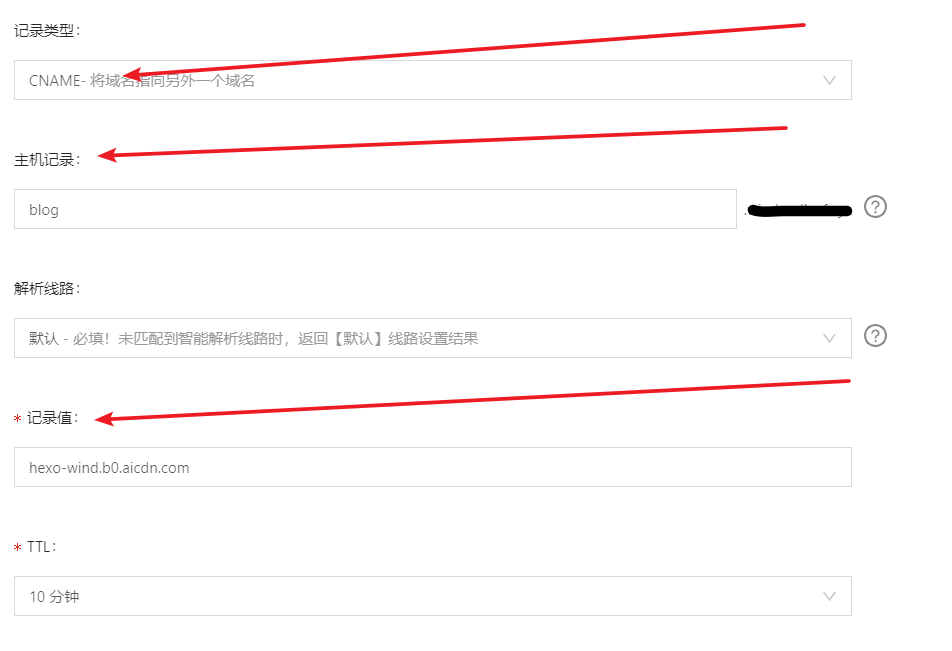 记录类型：
CNAME- 将域名指向另外一个域名
主机记录：
blog
?
解析线路：
默认 - 必填！未匹配到智能解析线路时，返回【默认】线路设置结果
?
* 记录值：
hexo-wind.b0.aicdn.com
* TTL：
10 分钟